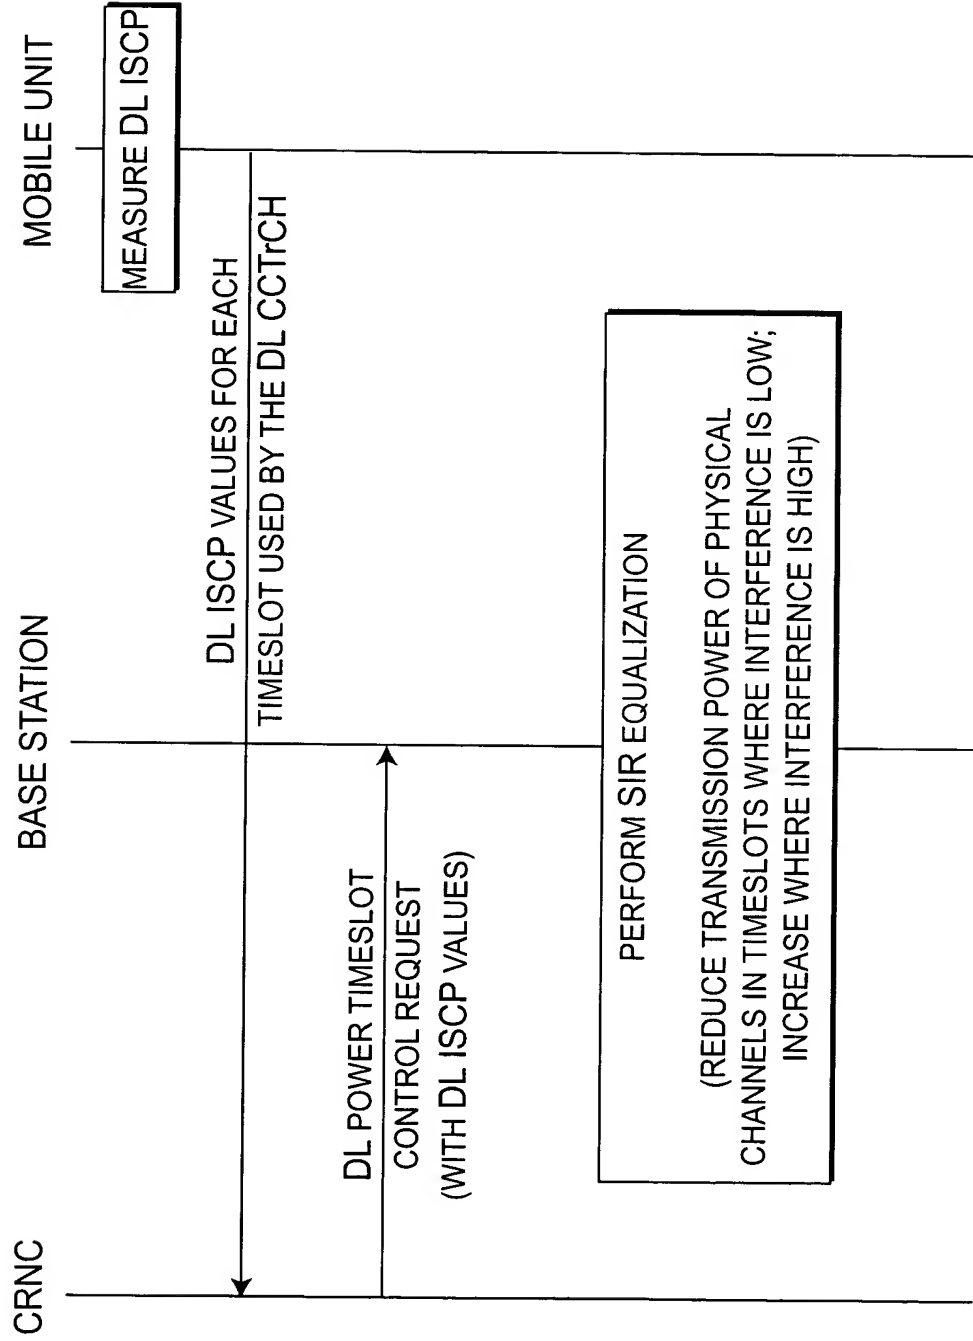 CRNC
BASE STATION
MOBILE UNIT
MEASURE DL ISCP
DL ISCP VALUES FOR EACH
TIMESLOT USED BY THE DL CCTrCH
DL POWER TIMESLOT
CONTROL REQUEST
(WITH DL ISCP VALUES)
PERFORM SIR EQUALIZATION
(REDUCE TRANSMISSION POWER OF PHYSICAL
CHANNELS IN TIMESLOTS WHERE INTERFERENCE IS LOW;
INCREASE WHERE INTERFERENCE IS HIGH)